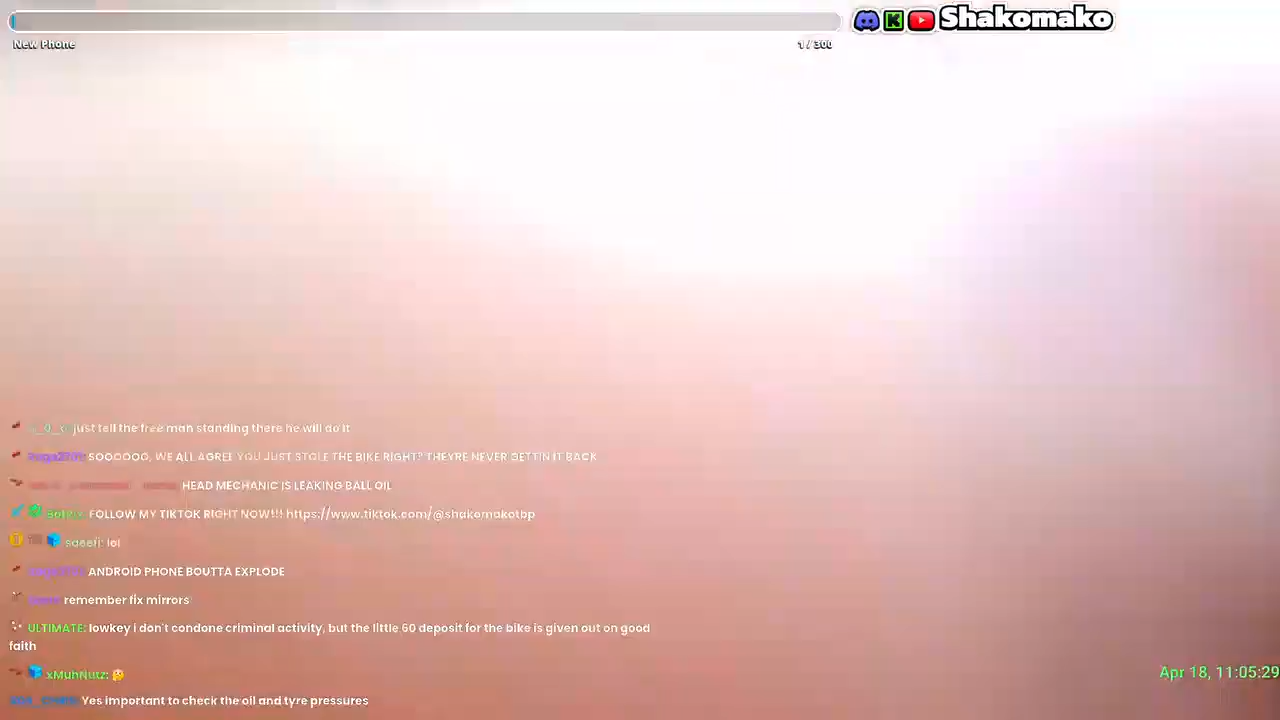 Shakomako
New Phone 1 / 300
just tell the free man standing there he will do it
SOOOOOO, WE ALL AGREE YOU JUST STOLE THE BIKE RIGHT? THEYRE NEVER GETTIN IT BACK
HEAD MECHANIC IS LEAKING BALL OIL
FOLLOW MY TIKTOK RIGHT NOW!!! https://www.tiktok.com/@shakomakotbp
saeefi: lol
ANDROID PHONE BOUTTA EXPLODE
remember fix mirrors
ULTIMATE: lowkey i don't condone criminal activity, but the little 60 deposit for the bike is given out on good
faith
xMuhNutz: 🤔
Apr 18, 11:05:29
Yes important to check the oil and tyre pressures